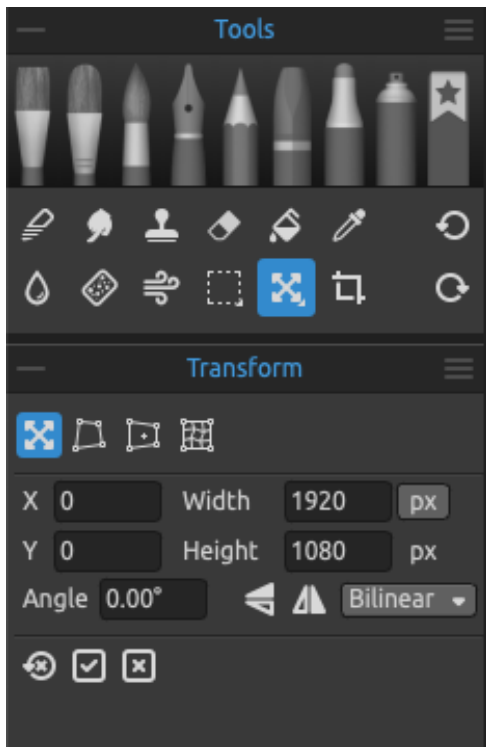 Tools
Transform
X 0 Width 1920 px
Y 0 Height 1080 px
Angle 0.00° Bilinear